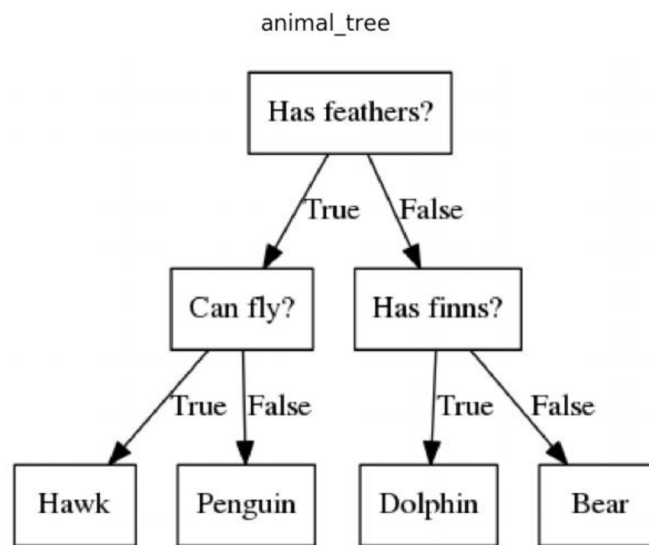 animal_tree
Has feathers?
True False
Can fly? Has finns?
True False True False
Hawk Penguin Dolphin Bear